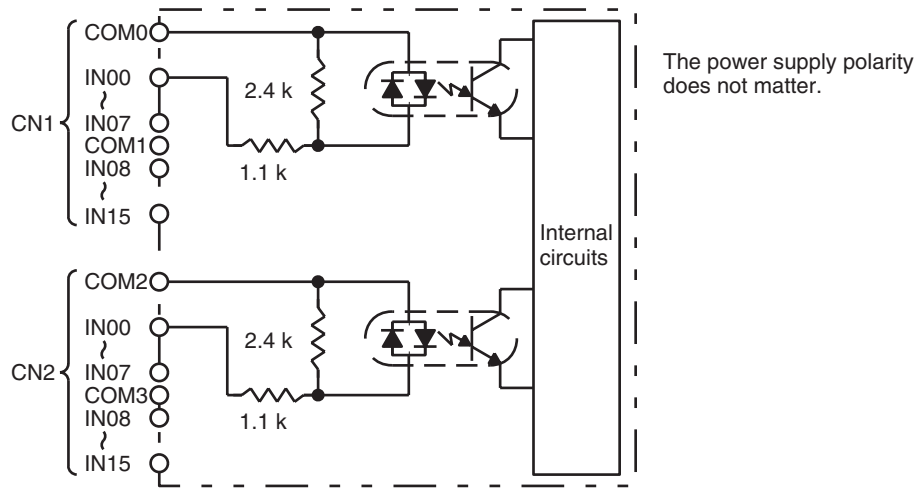 COM0
IN00
~
IN07
CN1
COM1
IN08
~
IN15
2.4 k
1.1 k
The power supply polarity
does not matter.
Internal
circuits
COM2
IN00
~
IN07
CN2
COM3
IN08
~
IN15
2.4 k
1.1 k